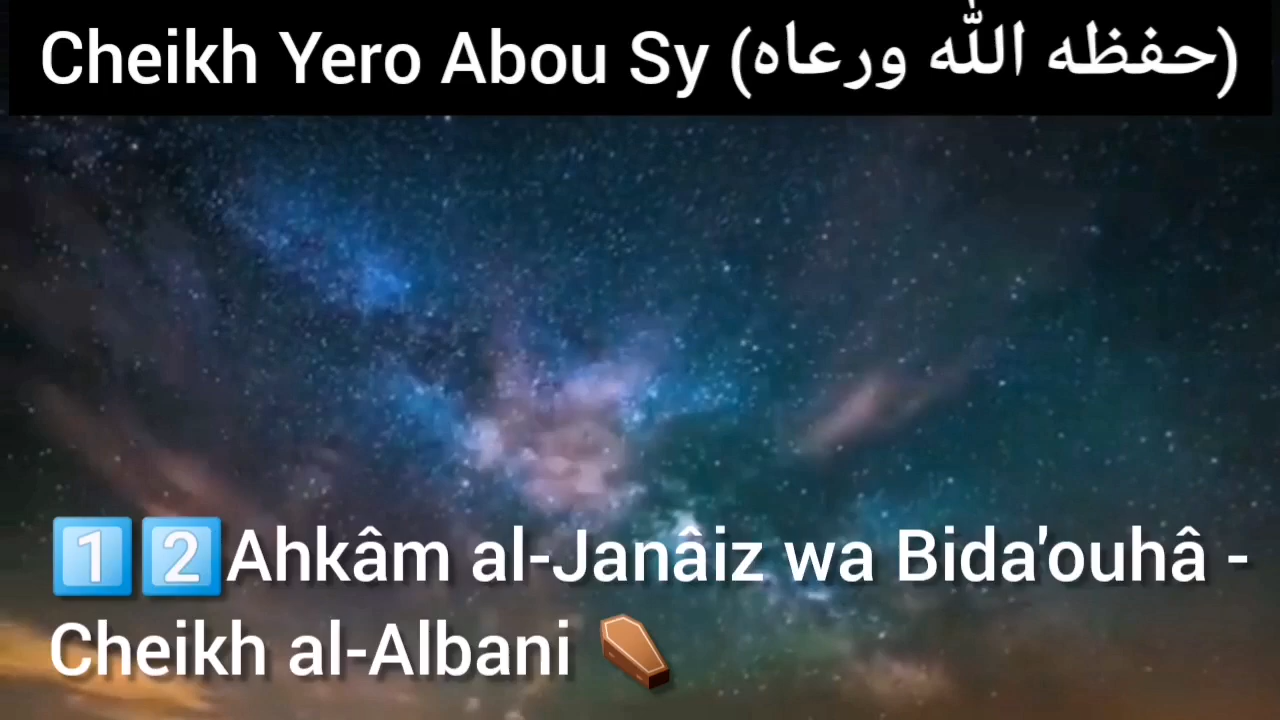 Cheikh Yero Abou Sy (حفظه الله ورعاه)
1️⃣2️⃣Ahkâm al-Janâiz wa Bida'ouhâ -
Cheikh al-Albani ⚰️